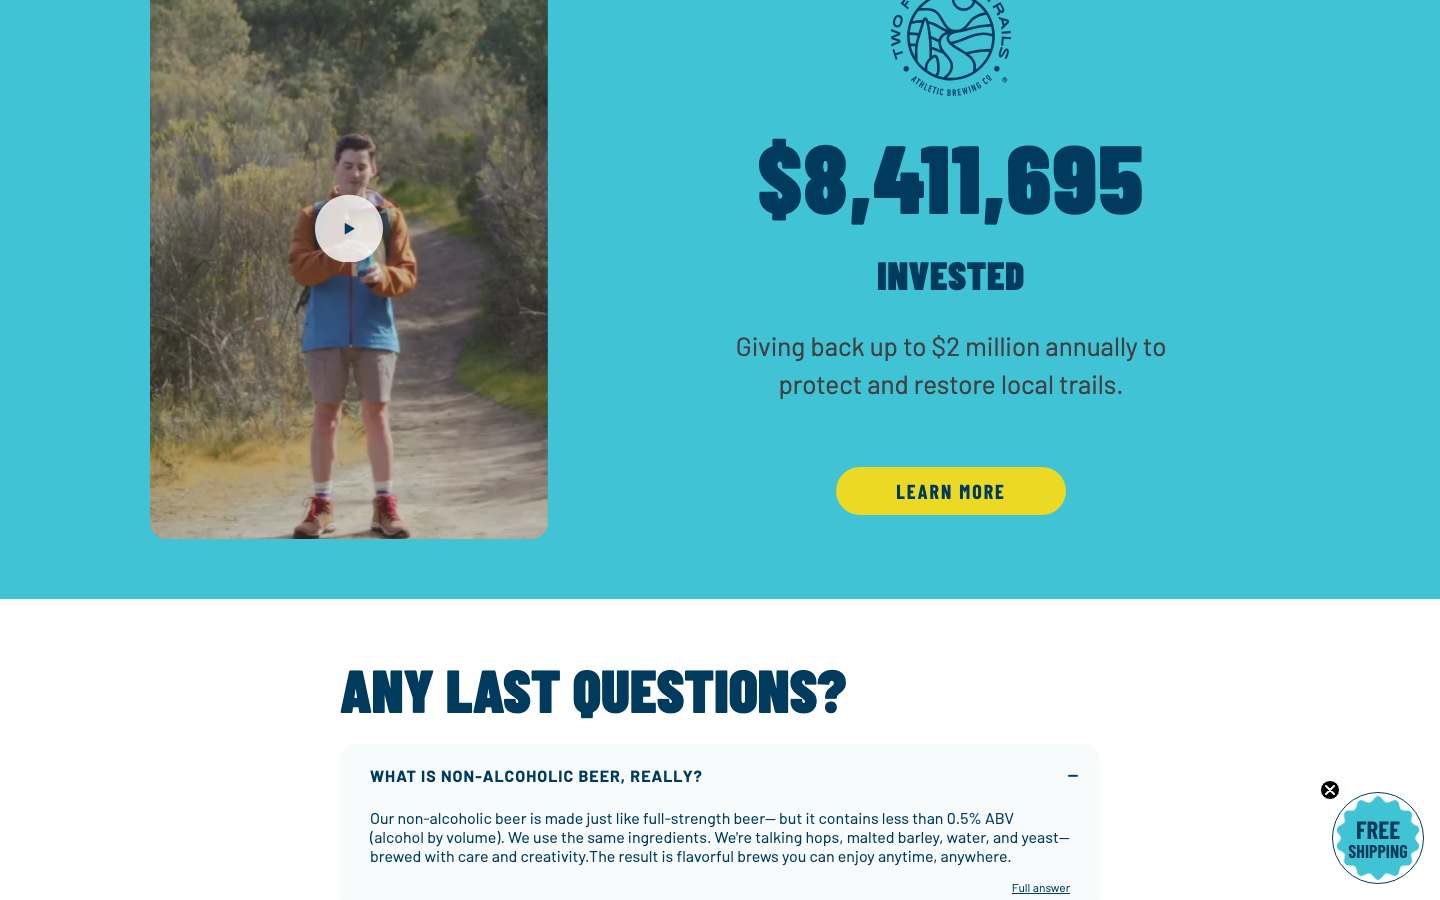 TRAILS
TWO
ATHLETIC BREWING CO
$8,411,695
INVESTED
Giving back up to $2 million annually to
protect and restore local trails.
LEARN MORE
ANY LAST QUESTIONS?
WHAT IS NON-ALCOHOLIC BEER, REALLY?
Our non-alcoholic beer is made just like full-strength beer— but it contains less than 0.5% ABV
(alcohol by volume). We use the same ingredients. We're talking hops, malted barley, water, and yeast—
brewed with care and creativity.The result is flavorful brews you can enjoy anytime, anywhere.
Full answer
FREE
SHIPPING